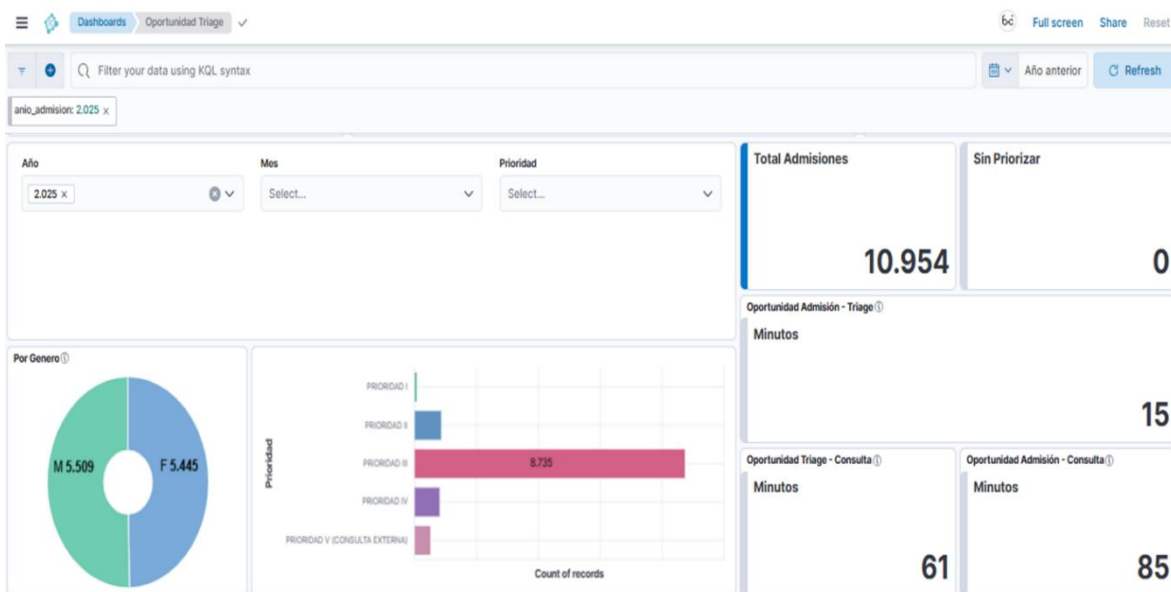 Dashboards Oportunidad Triage
Full screen Share Reset
Filter your data using KQL syntax
Año anterior
Refresh
anio_admision: 2.025 ×
Año
Mes
Prioridad
2.025 ×
Select...
Select...
Total Admisiones
10.954
Sin Priorizar
0
Oportunidad Admisión - Triage
Minutos
15
Por Genero
M 5.509
F 5.445
Prioridad
PRIORIDAD I
PRIORIDAD II
PRIORIDAD III
8.735
PRIORIDAD IV
PRIORIDAD V (CONSULTA EXTERNA)
Count of records
Oportunidad Triage - Consulta
Minutos
61
Oportunidad Admisión - Consulta
Minutos
85